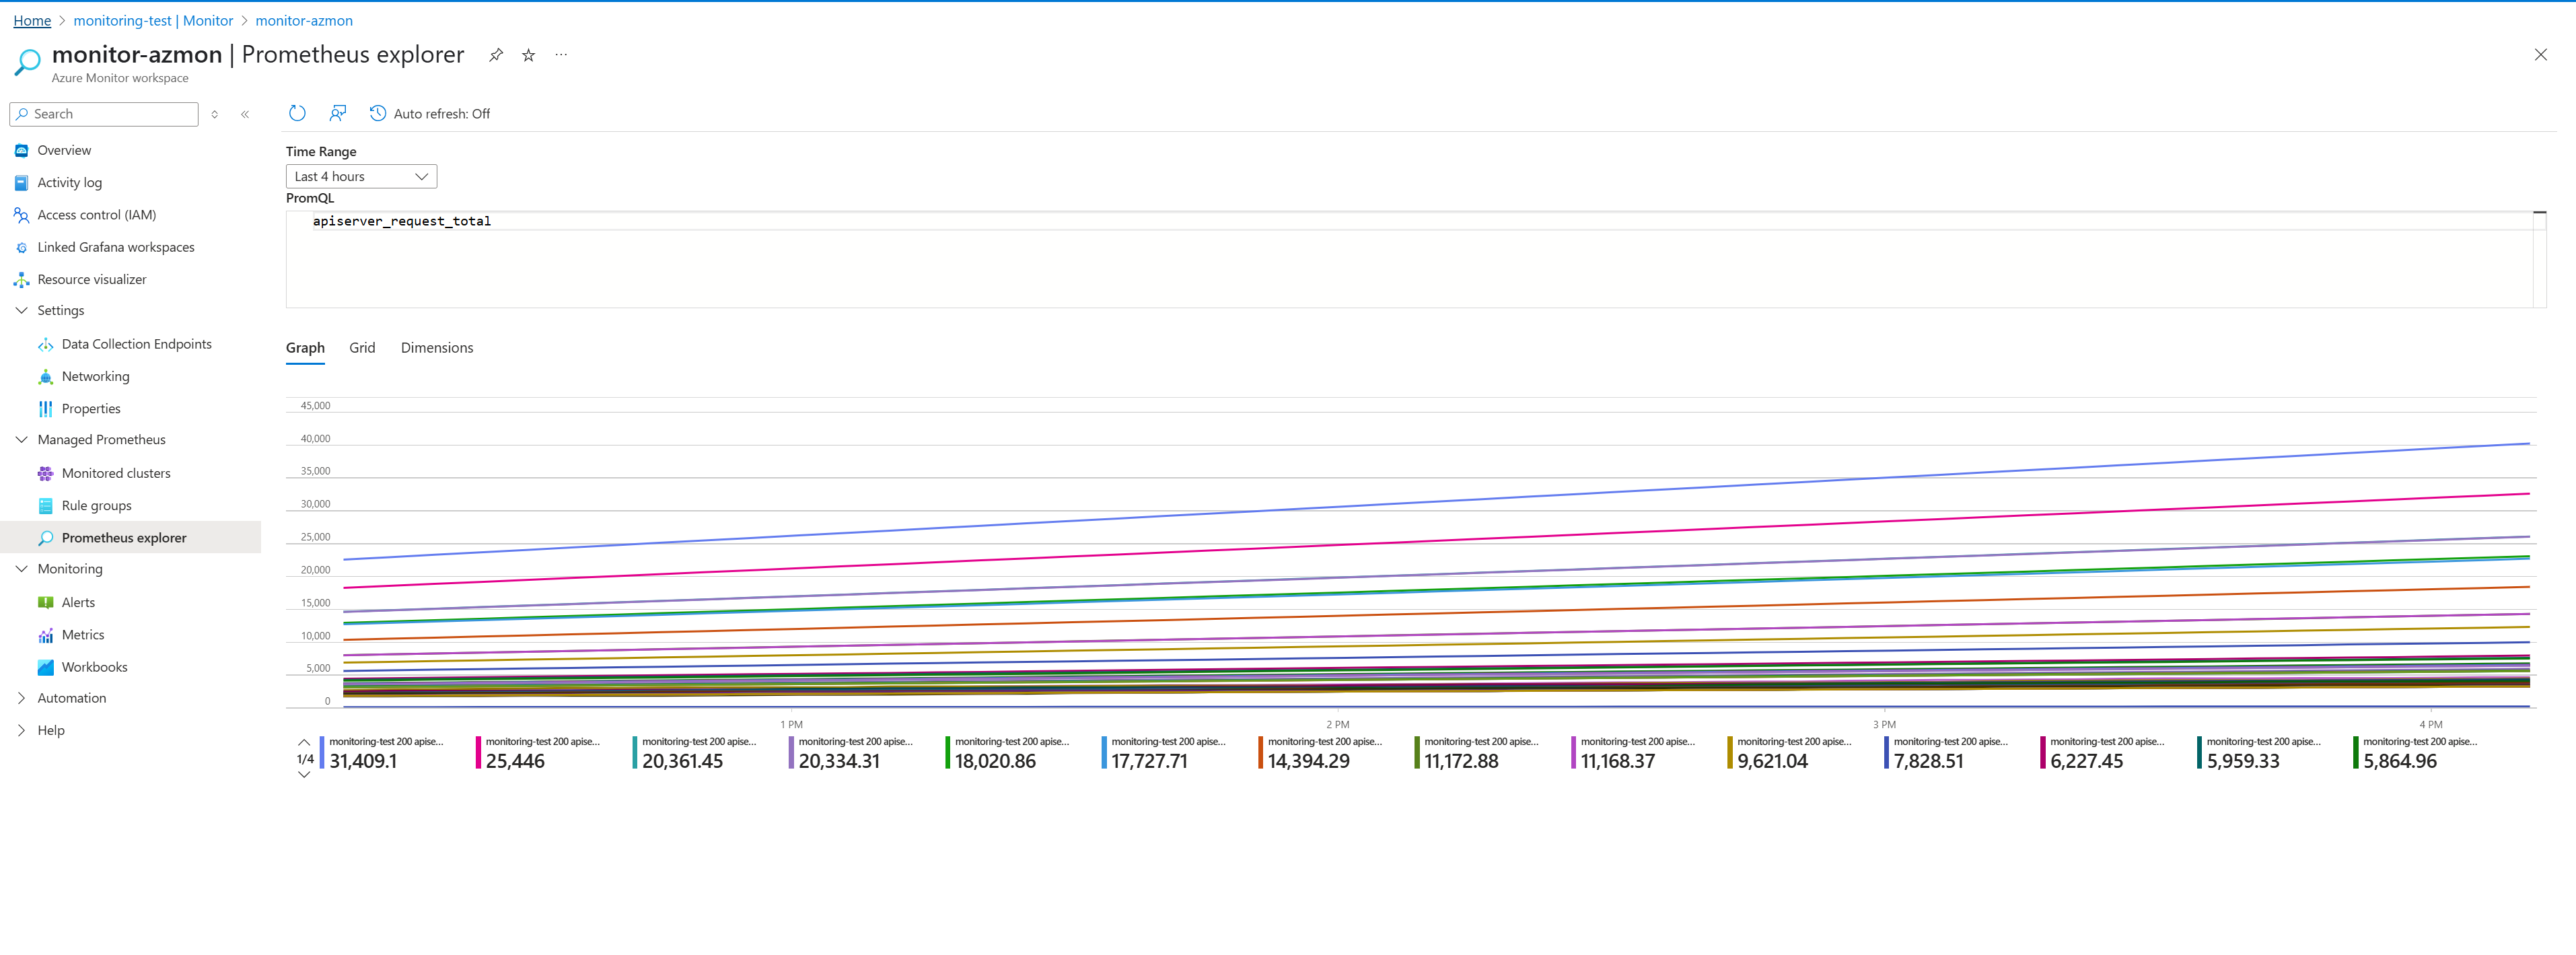 Home > monitoring-test | Monitor > monitor-azmon
monitor-azmon | Prometheus explorer
Azure Monitor workspace
Search
Overview
Activity log
Access control (IAM)
Linked Grafana workspaces
Resource visualizer
Settings
Data Collection Endpoints
Networking
Properties
Managed Prometheus
Monitored clusters
Rule groups
Prometheus explorer
Monitoring
Alerts
Metrics
Workbooks
Automation
Help
Auto refresh: Off
Time Range
Last 4 hours
PromQL
apiserver_request_total
Graph Grid Dimensions
45,000
40,000
35,000
30,000
25,000
20,000
15,000
10,000
5,000
0
1 PM 2 PM 3 PM 4 PM
1/4
monitoring-test 200 apise...
31,409.1
monitoring-test 200 apise...
25,446
monitoring-test 200 apise...
20,361.45
monitoring-test 200 apise...
20,334.31
monitoring-test 200 apise...
18,020.86
monitoring-test 200 apise...
17,727.71
monitoring-test 200 apise...
14,394.29
monitoring-test 200 apise...
11,172.88
monitoring-test 200 apise...
11,168.37
monitoring-test 200 apise...
9,621.04
monitoring-test 200 apise...
7,828.51
monitoring-test 200 apise...
6,227.45
monitoring-test 200 apise...
5,959.33
monitoring-test 200 apise...
5,864.96